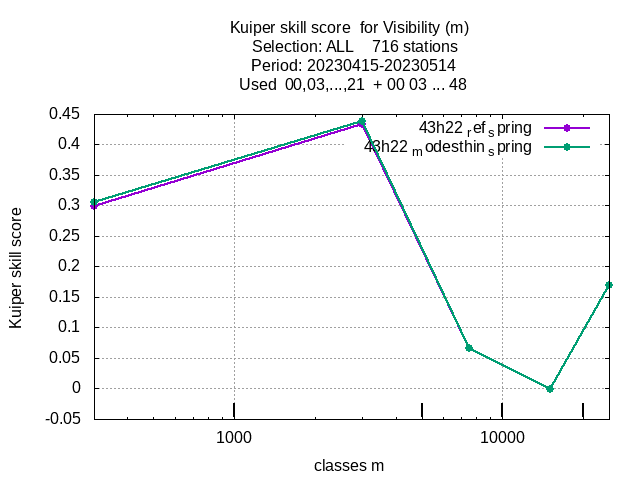 Kuiper skill score  for Visibility (m)
Selection: ALL    716 stations
Period: 20230415-20230514
Used  00,03,...,21  + 00 03 ... 48
43h22 ref spring
43h22 modesthin spring
Kuiper skill score
0.45
0.4
0.35
0.3
0.25
0.2
0.15
0.1
0.05
0
-0.05
1000
10000
classes m